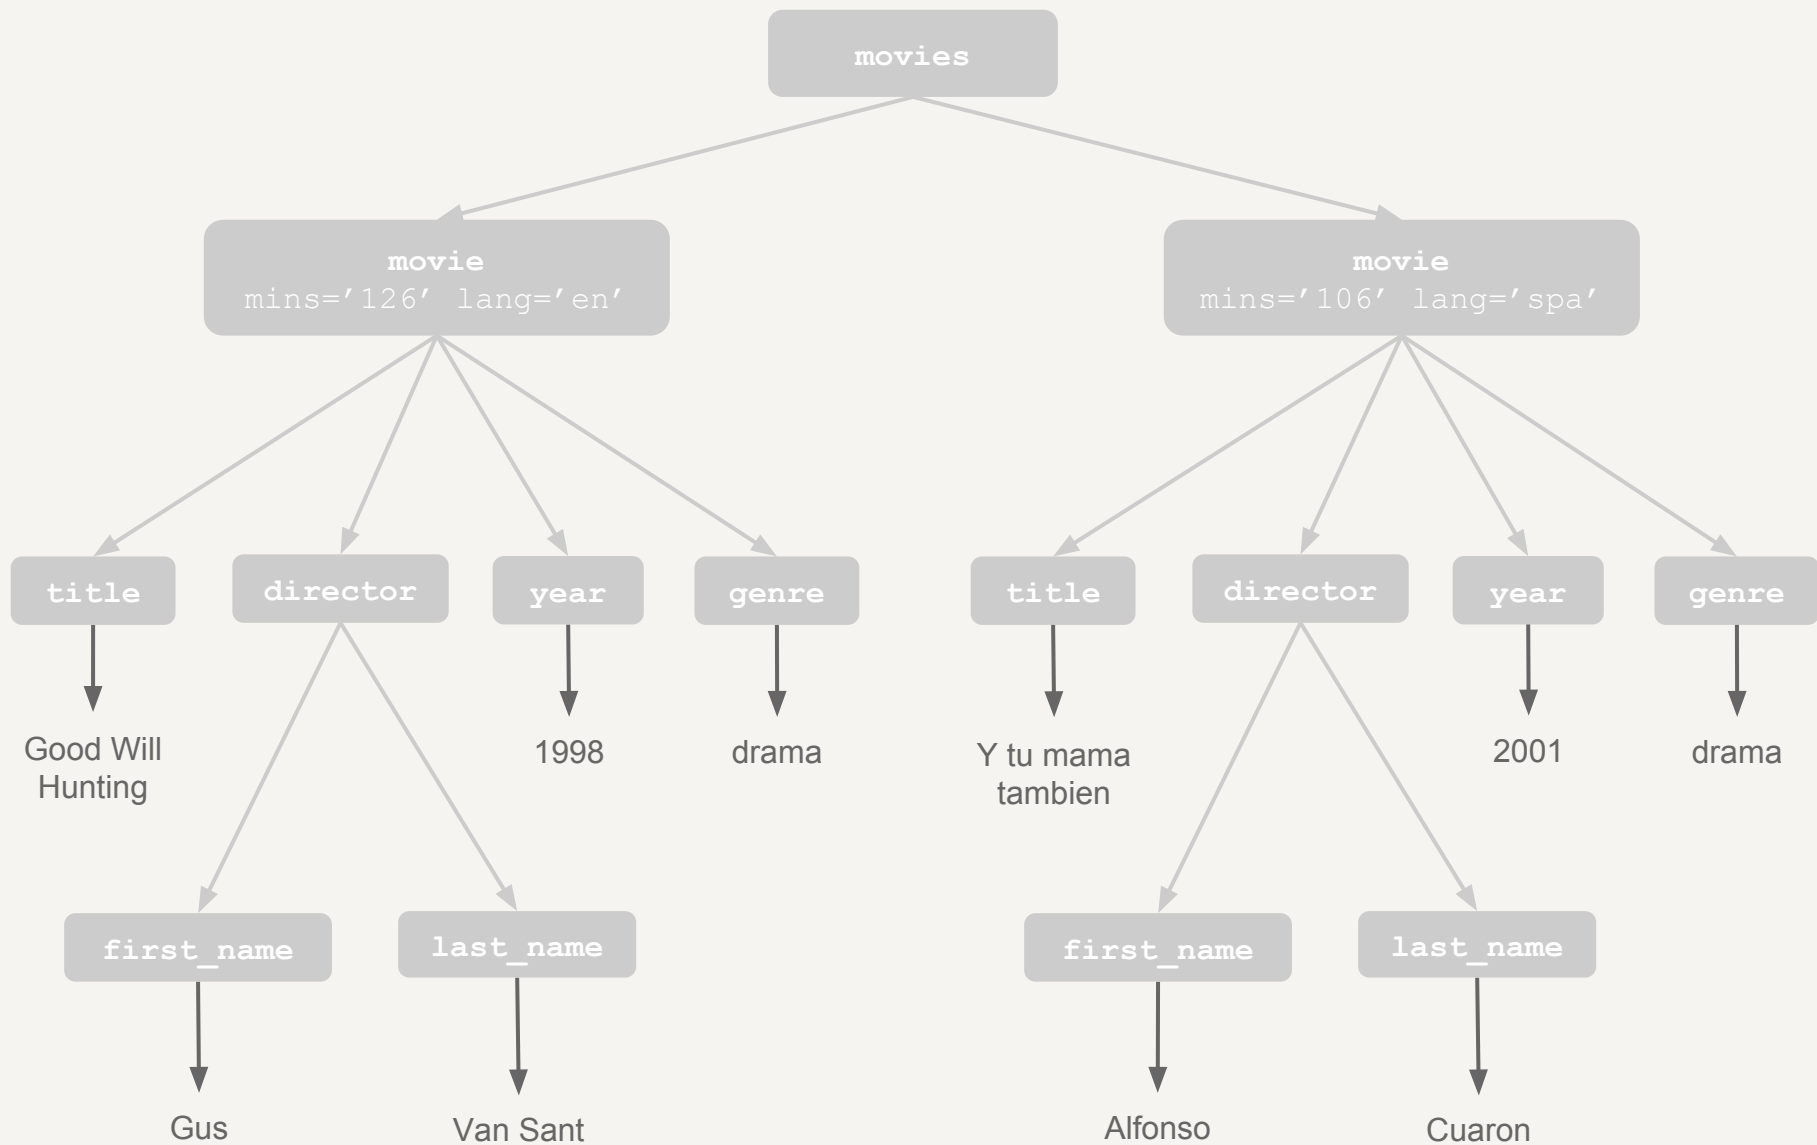 movies
movie
mins=’126’ lang=’en’
movie
mins=’106’ lang=’spa’
title
director
year
genre
title
director
year
genre
Good Will
Hunting
1998
drama
Y tu mama
tambien
2001
drama
first_name
last_name
first_name
last_name
Gus
Van Sant
Alfonso
Cuaron